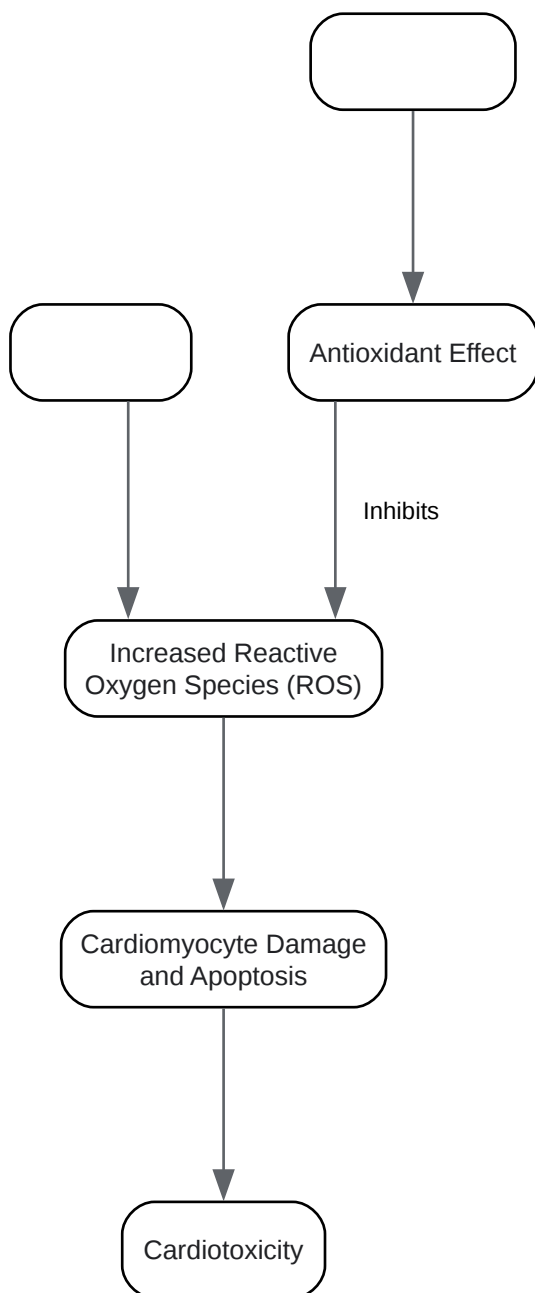 Antioxidant Effect
Inhibits
Increased Reactive
Oxygen Species (ROS)
Cardiomyocyte Damage
and Apoptosis
Cardiotoxicity